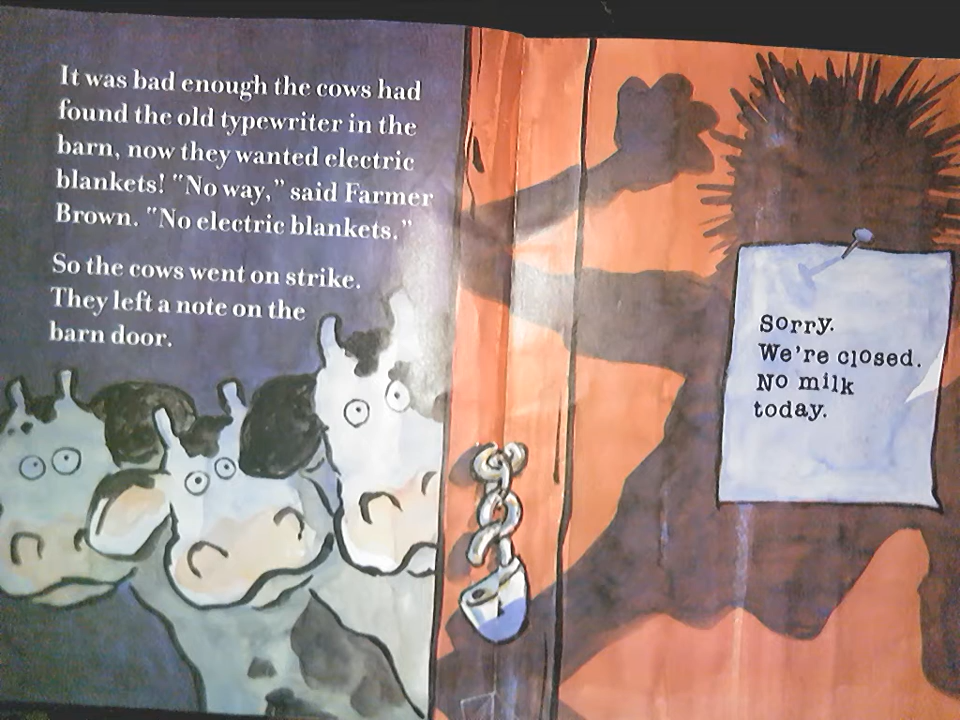 It was bad enough the cows had
found the old typewriter in the
barn, now they wanted electric
blankets! "No way," said Farmer
Brown. "No electric blankets."
So the cows went on strike.
They left a note on the
barn door.
Sorry.
We're closed.
No milk
today.